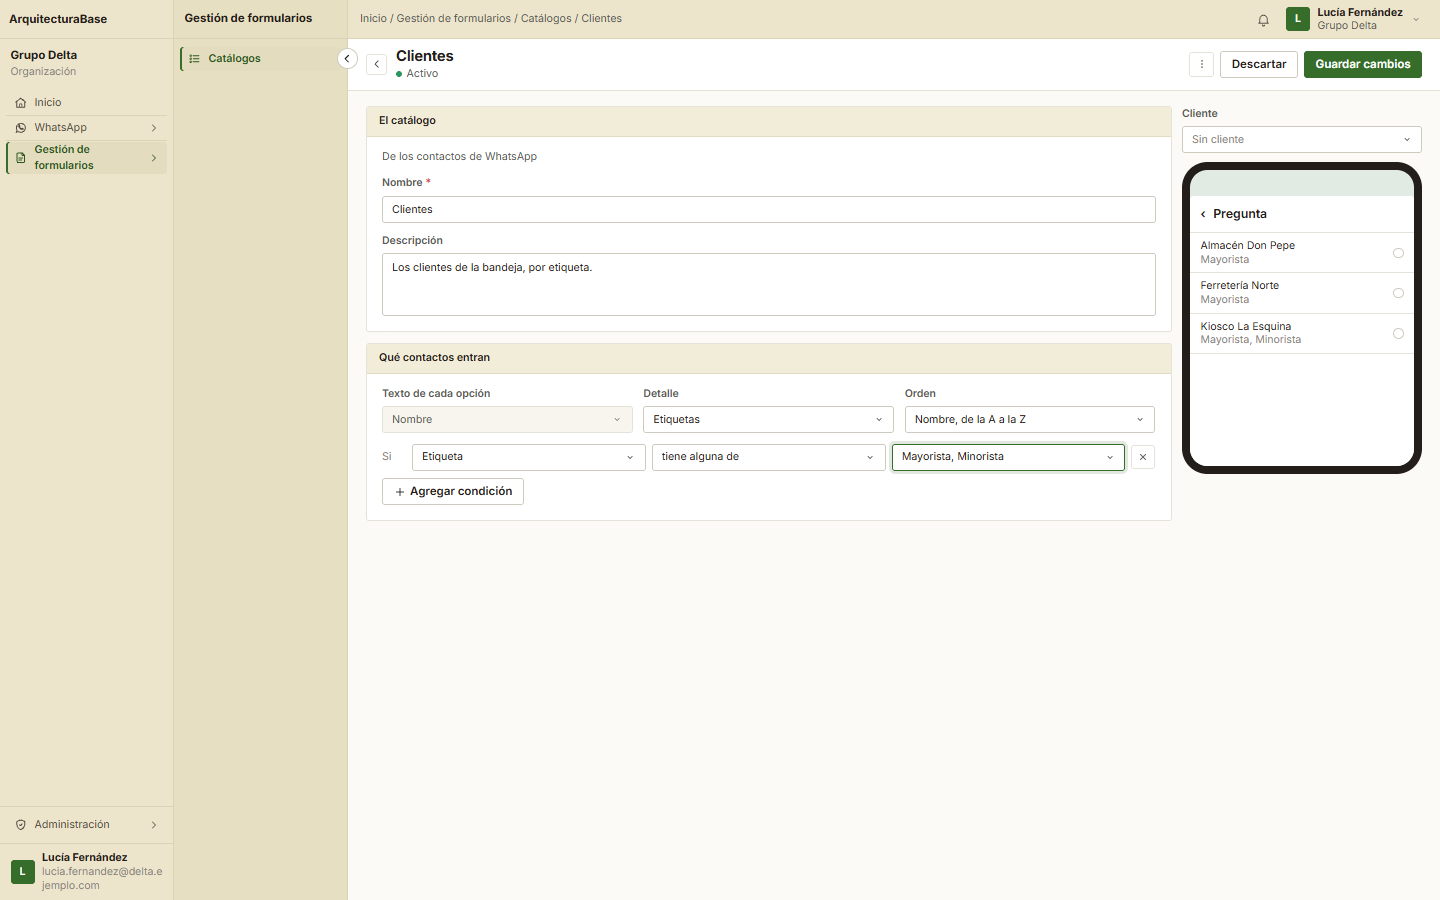 ArquitecturaBase
Gestión de formularios
Inicio / Gestión de formularios / Catálogos / Clientes
L
Lucía Fernández
Grupo Delta
Grupo Delta
Organización
Inicio
WhatsApp
Gestión de
formularios
Catálogos
Clientes
Activo
Descartar
Guardar cambios
El catálogo
De los contactos de WhatsApp
Nombre *
Clientes
Descripción
Los clientes de la bandeja, por etiqueta.
Qué contactos entran
Texto de cada opción
Detalle
Orden
Nombre
Etiquetas
Nombre, de la A a la Z
Si
Etiqueta
tiene alguna de
Mayorista, Minorista
Agregar condición
Cliente
Sin cliente
Pregunta
Almacén Don Pepe
Mayorista
Ferretería Norte
Mayorista
Kiosco La Esquina
Mayorista, Minorista
Administración
L
Lucía Fernández
lucia.fernandez@delta.e
jemplo.com